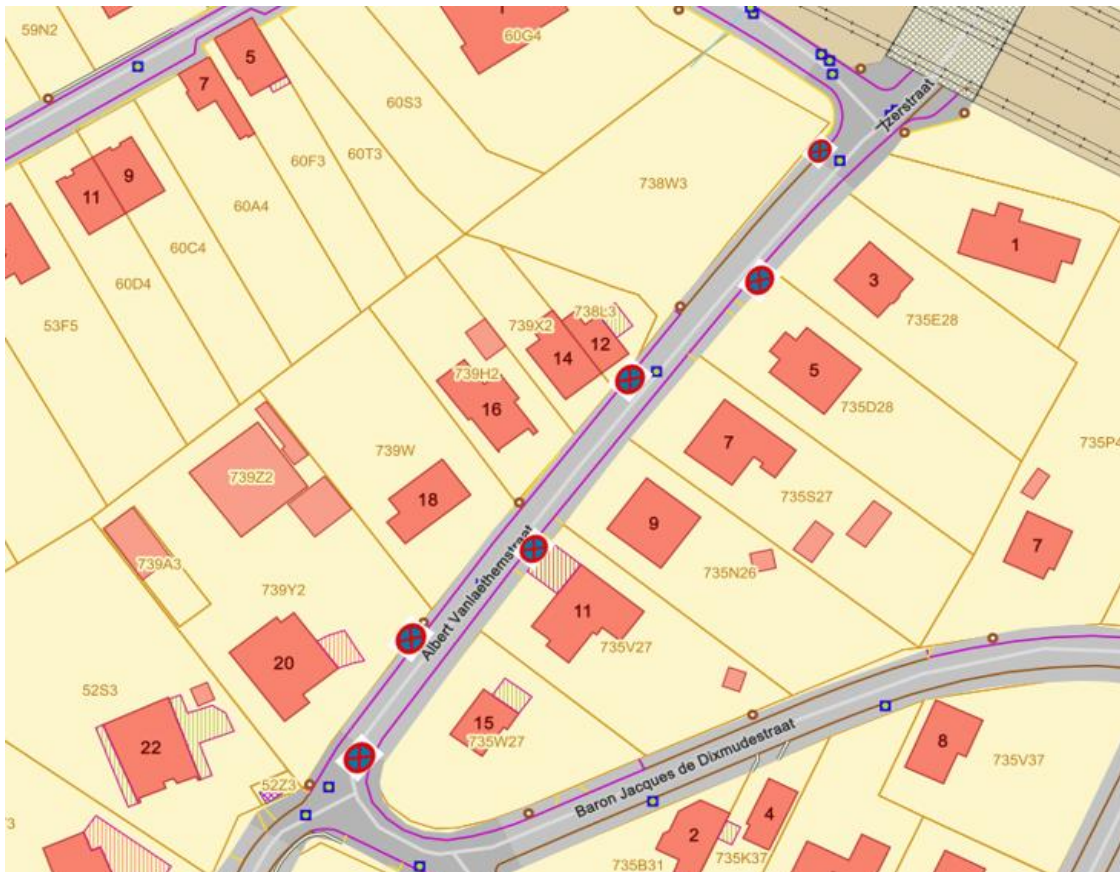 59N2
5
7
60G4
60S3
60T3
60F3
11
9
60A4
60C4
60D4
53F5
Ijzerstraat
738W3
1
3
735E28
738L3
739X2
12
14
739H2
16
5
735D28
739W
7
735P4
739Z2
18
735S27
9
7
739A3
735N26
739Y2
Albert Vanlaethemstraat
11
735V27
20
52S3
15
735W27
22
8
52Z3
Baron Jacques de Dixmudestraat
735V37
4
2
735K37
735B31